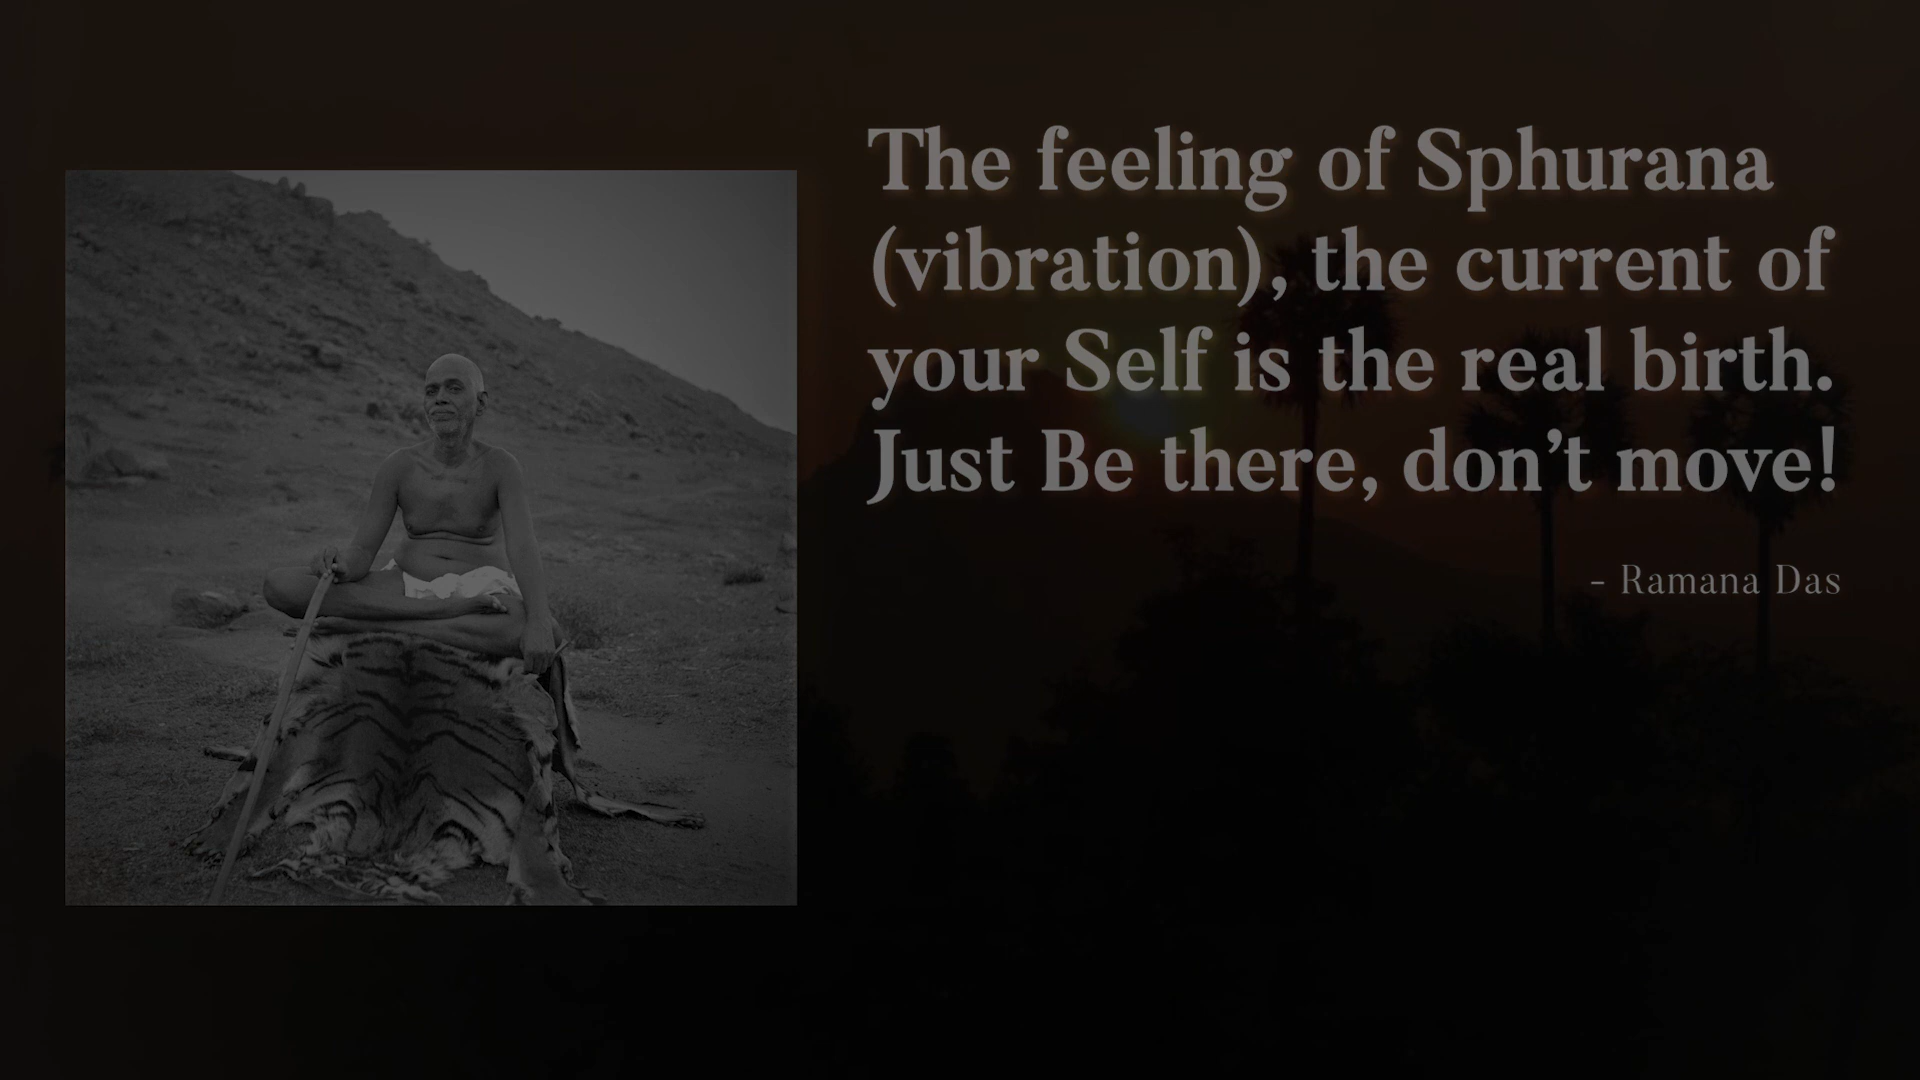 The feeling of Sphurana
(vibration), the current of
your Self is the real birth.
Just Be there, don’t move!
- Ramana Das